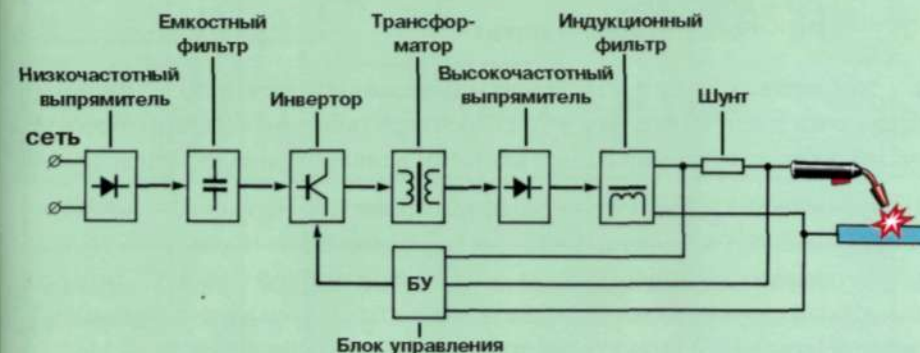 Емкостный
фильтр
Трансфор-
матор
Индукционный
фильтр
Низкочастотный
выпрямитель
Инвертор
Высокочастотный
выпрямитель
Шунт
сеть
БУ
Блок управления